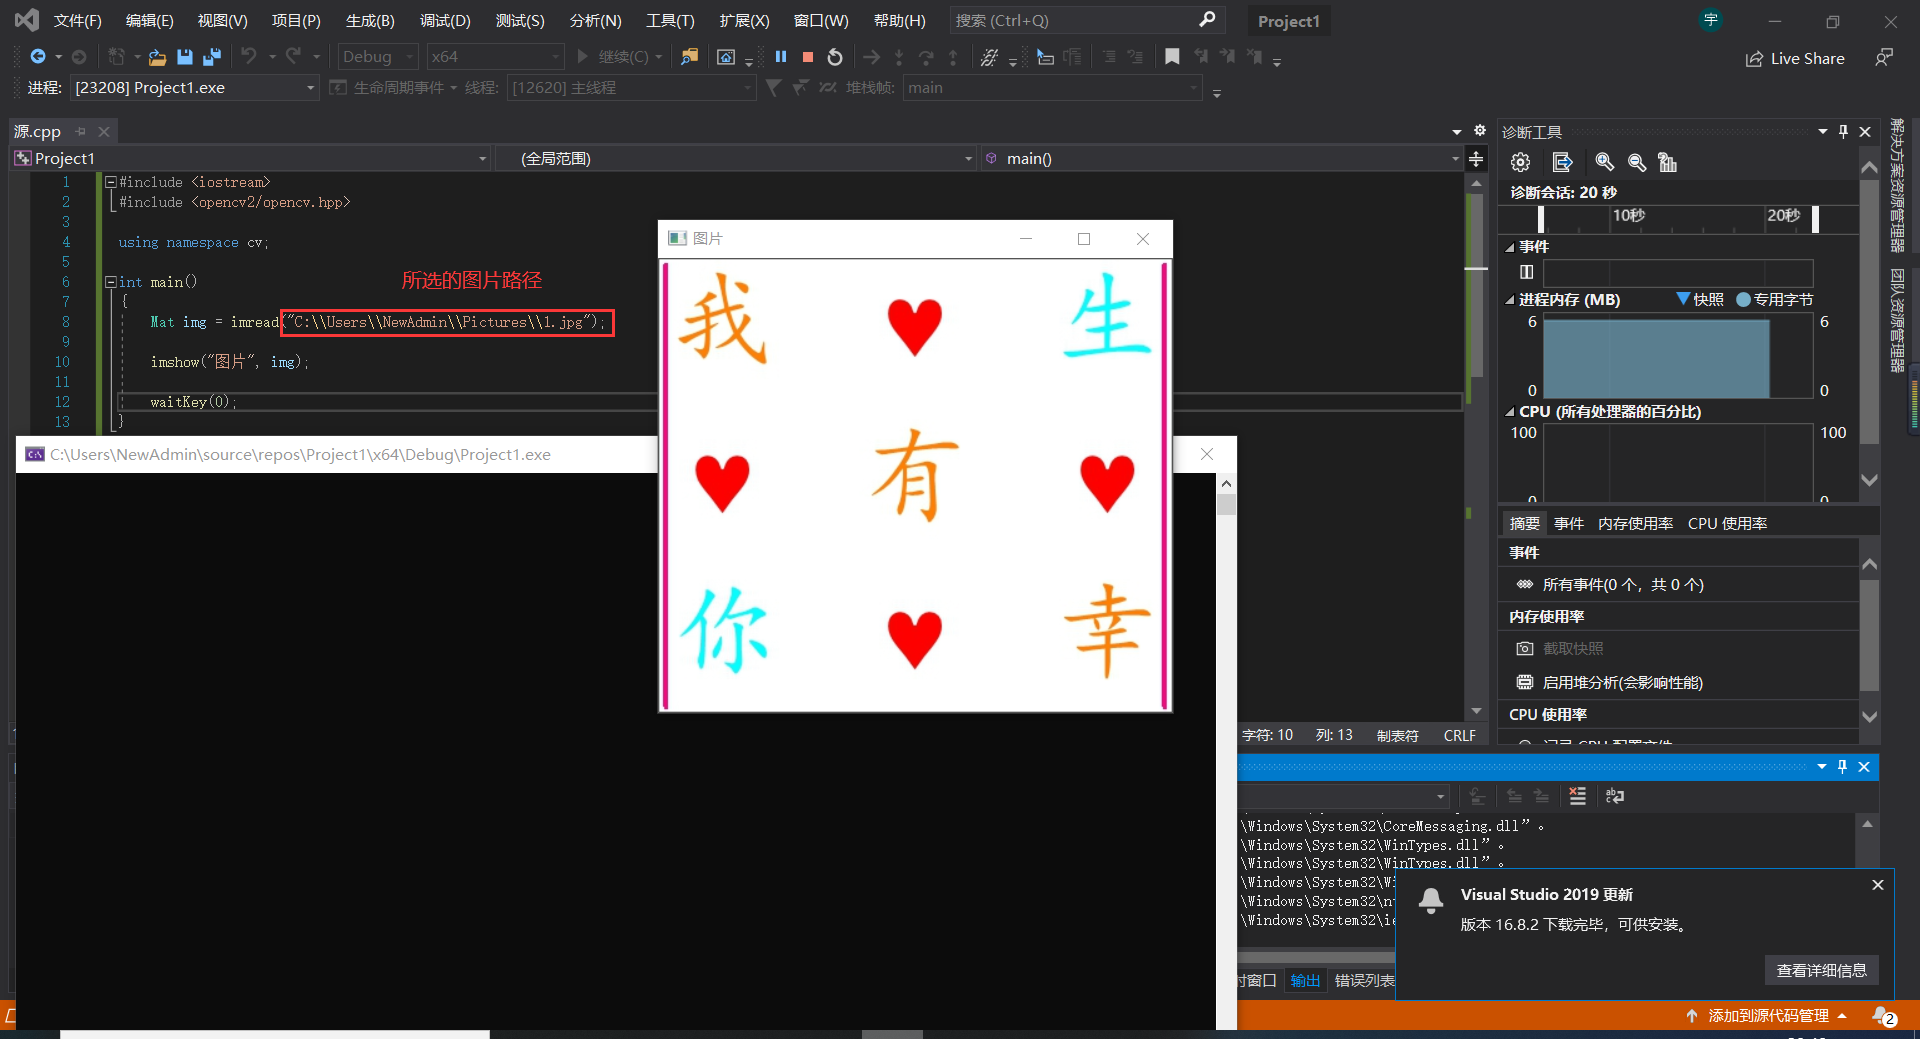 文件(F) 编辑(E) 视图(V) 项目(P) 生成(B) 调试(D) 测试(S) 分析(N) 工具(T) 扩展(X) 窗口(W) 帮助(H) 搜索 (Ctrl+Q) Project1 宇
Debug x64 继续(C) Live Share
进程: [23208] Project1.exe 生命周期事件 线程: [12620] 主线程 堆栈帧: main
源.cpp
Project1 (全局范围) main()
1 #include <iostream>
2 #include <opencv2/opencv.hpp>
3
4 using namespace cv;
5
6 int main()
所选的图片路径
7 {
8 Mat img = imread("C:\\Users\\NewAdmin\\Pictures\\1.jpg");
9
10 imshow("图片", img);
11
12 waitKey(0);
13 }
C:\Users\NewAdmin\source\repos\Project1\x64\Debug\Project1.exe
图片
我 生
有
你 幸
字符: 10 列: 13 制表符 CRLF
诊断工具
诊断会话: 20 秒
10秒 20秒
事件
进程内存 (MB) 快照 专用字节
6 6
0 0
CPU (所有处理器的百分比)
100 100
0 0
摘要 事件 内存使用率 CPU 使用率
事件
所有事件(0 个，共 0 个)
内存使用率
截取快照
启用堆分析(会影响性能)
CPU 使用率
记录 CPU 配置文件
解决方案资源管理器
团队资源管理器
\Windows\System32\CoreMessaging.dll”。
\Windows\System32\WinTypes.dll”。
\Windows\System32\WinTypes.dll”。
\Windows\System32\Wi
\Windows\System32\n
\Windows\System32\ie
Visual Studio 2019 更新
版本 16.8.2 下载完毕，可供安装。
查看详细信息
时窗口 输出 错误列表
添加到源代码管理 2